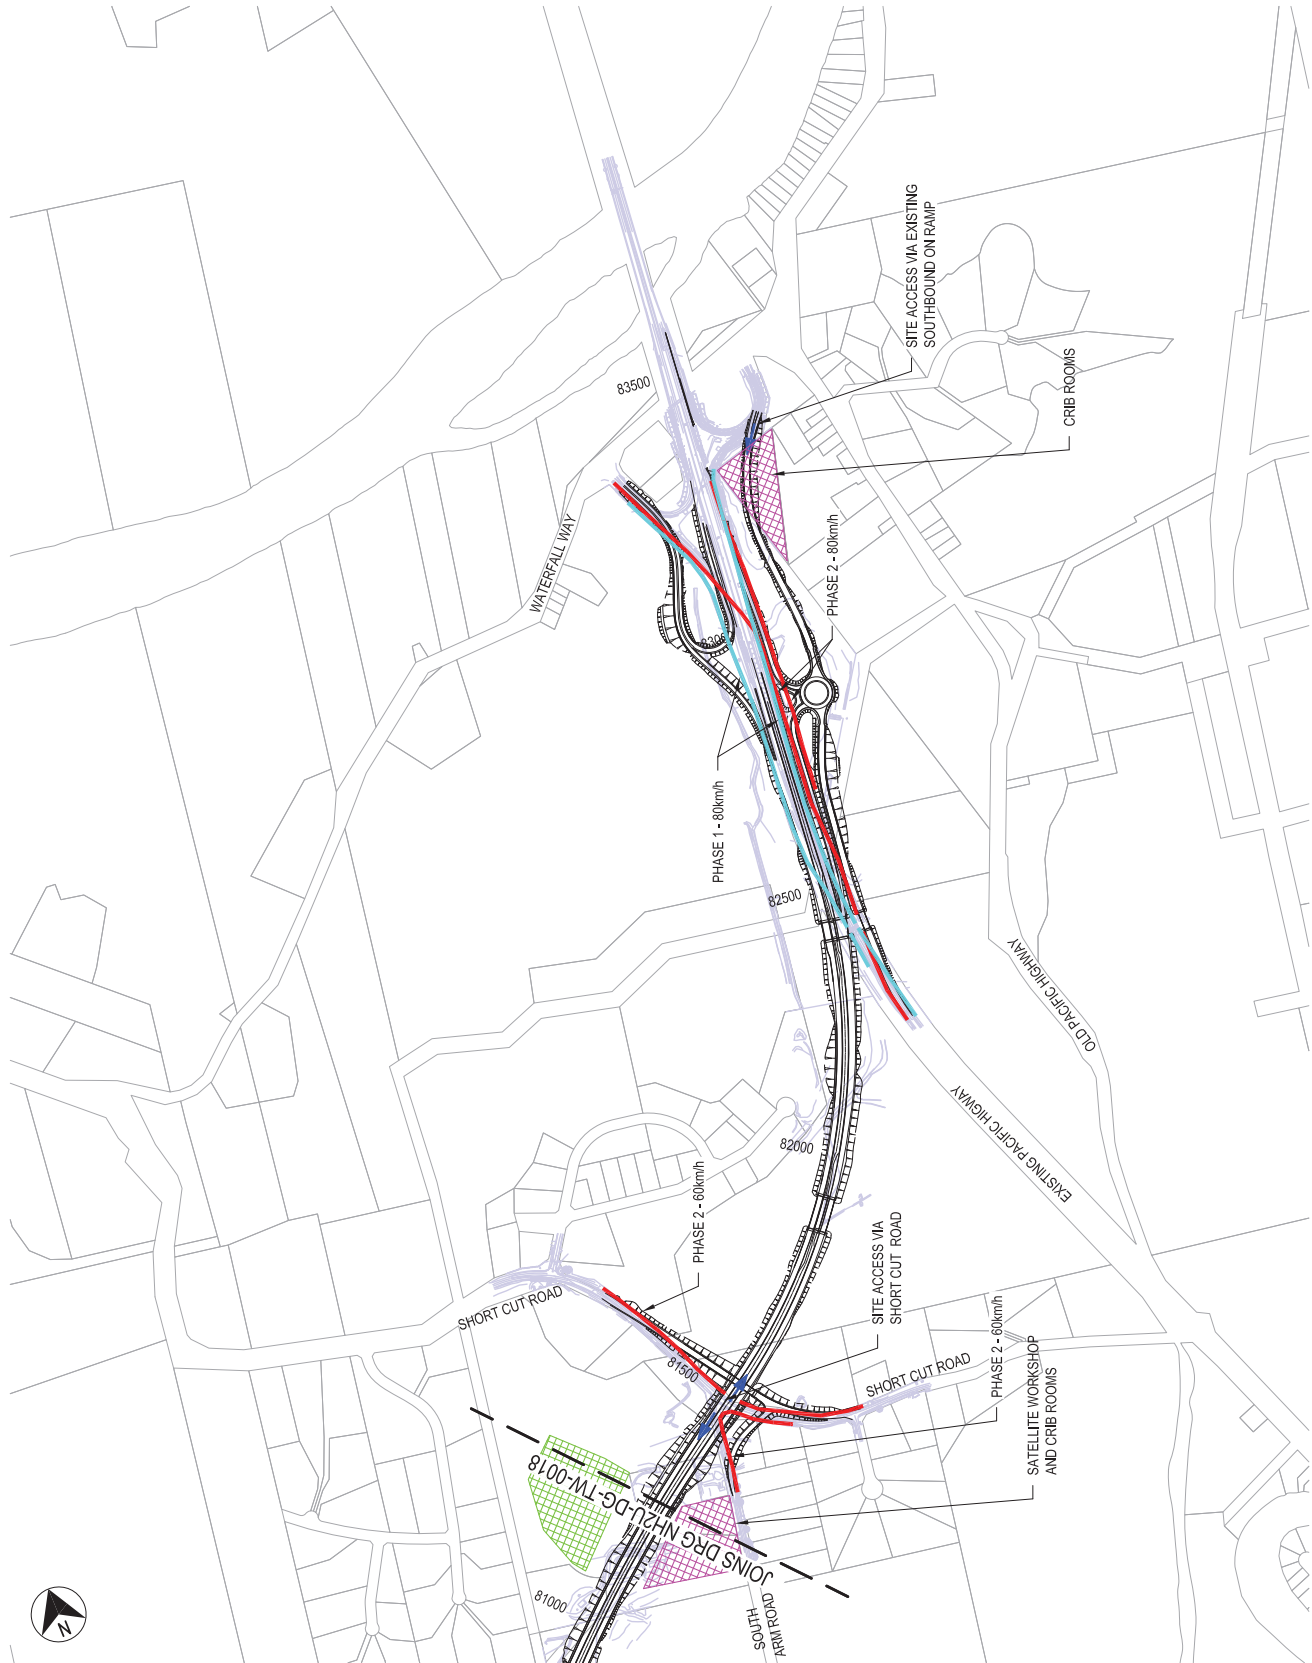 SITE ACCESS VIA EXISTING
SOUTHBOUND ON RAMP
CRIB ROOMS
83500
WATERFALL WAY
PHASE 2 - 80km/h
PHASE 1 - 80km/h
82500
OLD PACIFIC HIGHWAY
EXISTING PACIFIC HIGHWAY
82000
PHASE 2 - 60km/h
SITE ACCESS VIA
SHORT CUT ROAD
SHORT CUT ROAD
81500
SHORT CUT ROAD
PHASE 2 - 60km/h
SATELLITE WORKSHOP
AND CRIB ROOMS
JOINS DRG NH2U-DG-TW-0018
81000
SOUTH
ARM ROAD
N